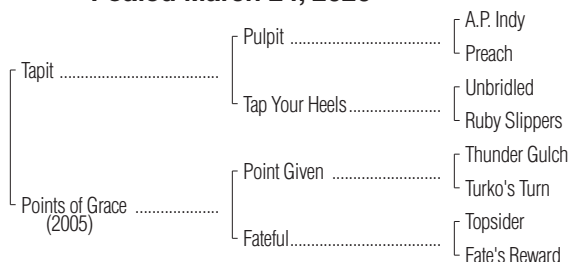 Foaled March 24,
A.P. Indy
Pulpit ........................................
Preach
Tapit ..........................................
Unbridled
Tap Your Heels........................
Ruby Slippers
Thunder Gulch
Point Given ............................
Turko's Turn
Points of Grace ......................
(2005)
Topsider
Fateful........................................
Fate's Reward